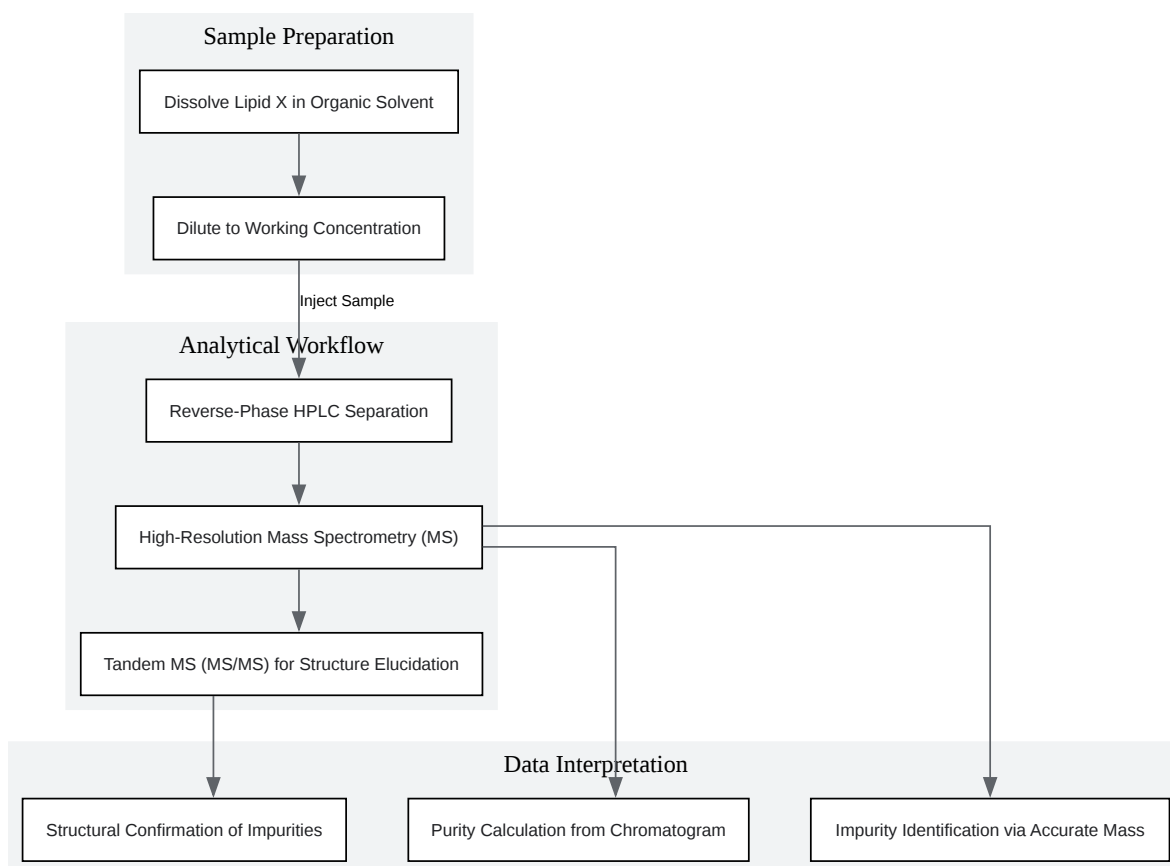 Sample Preparation
Dissolve Lipid X in Organic Solvent
Dilute to Working Concentration
Inject Sample
Analytical Workflow
Reverse-Phase HPLC Separation
High-Resolution Mass Spectrometry (MS)
Tandem MS (MS/MS) for Structure Elucidation
Data Interpretation
Structural Confirmation of Impurities
Purity Calculation from Chromatogram
Impurity Identification via Accurate Mass